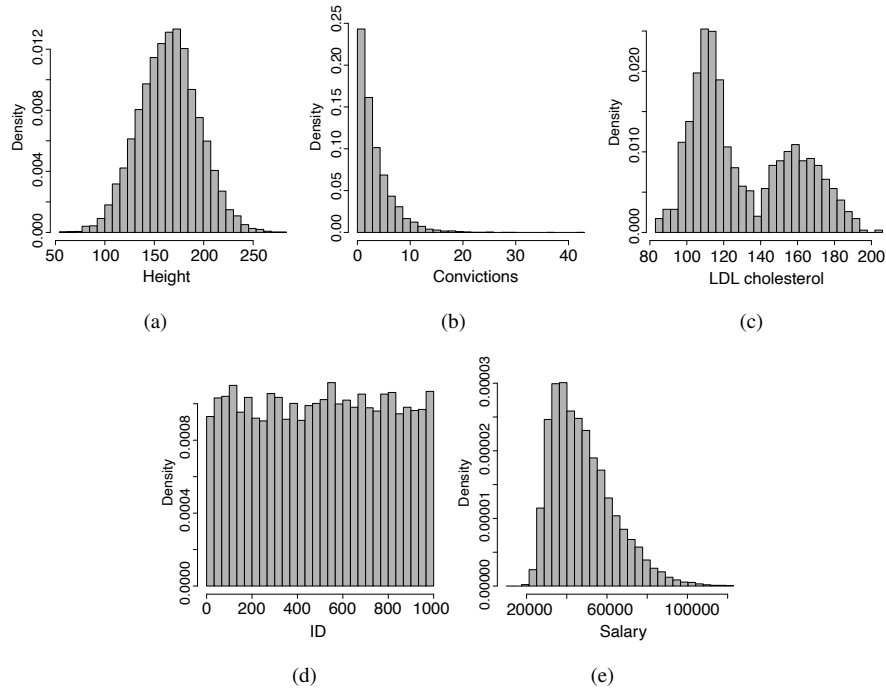 0.000 0.004 0.008 0.012
Density
50 100 150 200 250
Height
(a)
0.00 0.05 0.10 0.15 0.20 0.25
Density
0 10 20 30 40
Convictions
(b)
0.000 0.010 0.020
Density
80 100 120 140 160 180 200
LDL cholesterol
(c)
0.0000 0.0004 0.0008
Density
0 200 400 600 800 1000
ID
(d)
0.00000 0.00001 0.00002 0.00003
Density
20000 60000 100000
Salary
(e)